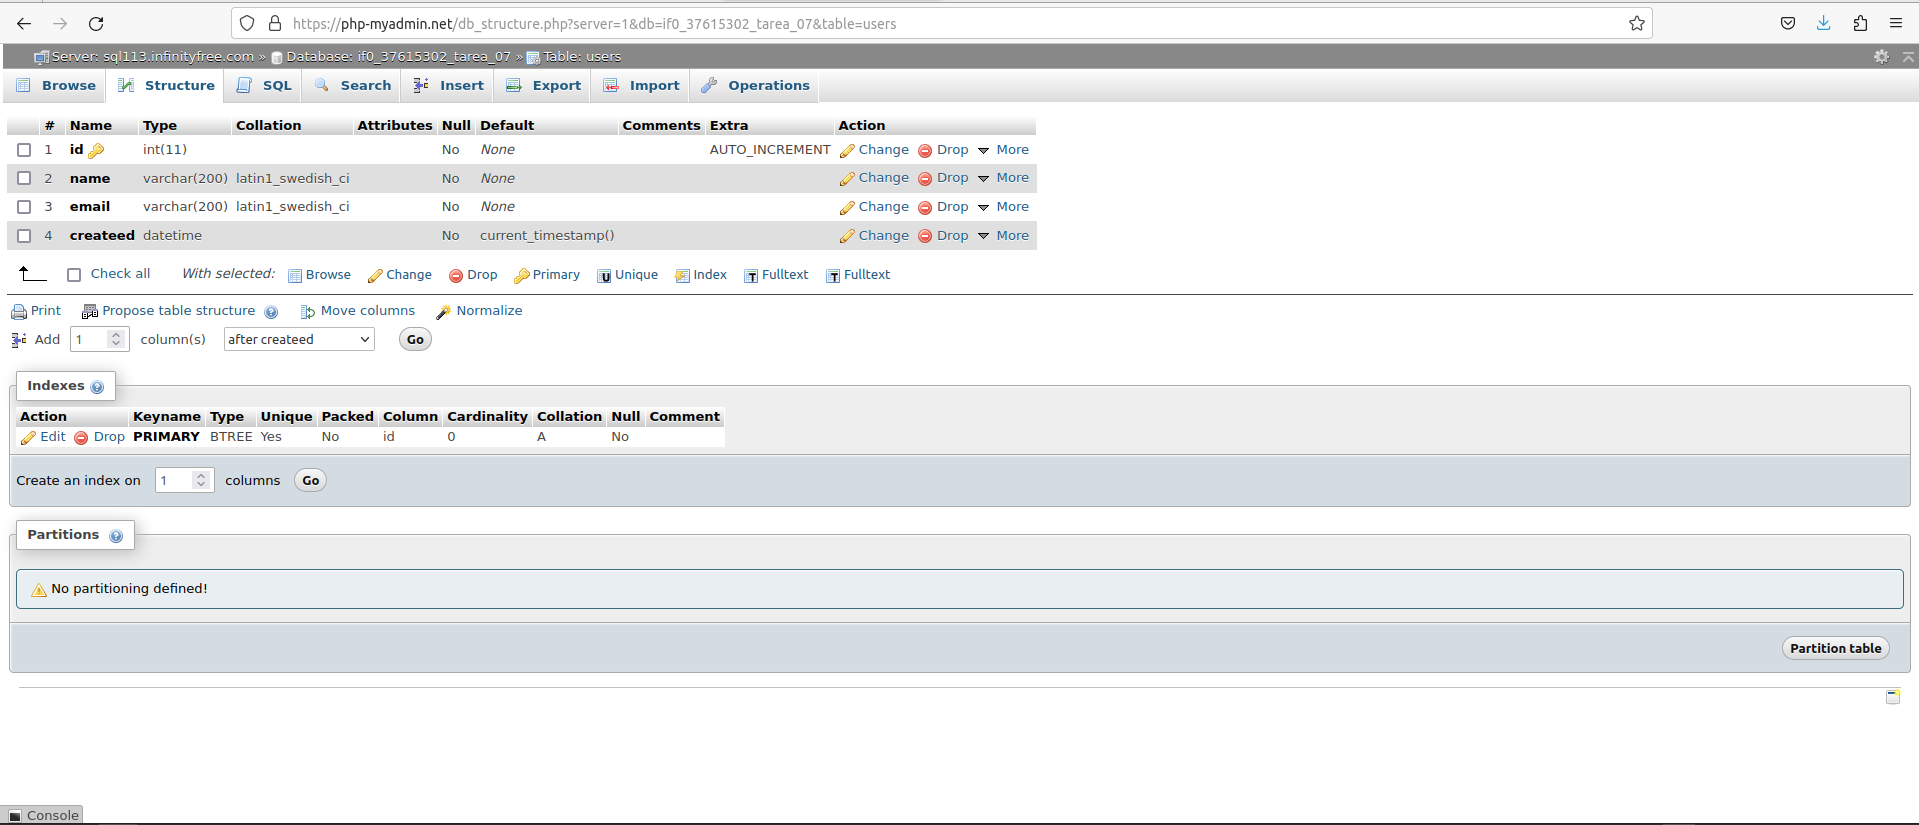 https://php-myadmin.net/db_structure.php?server=1&db=if0_37615302_tarea_07&table=users
Server: sql113.infinityfree.com » Database: if0_37615302_tarea_07 » Table: users
Browse Structure SQL Search Insert Export Import Operations
# Name Type Collation Attributes Null Default Comments Extra Action
1 id int(11) No None AUTO_INCREMENT Change Drop More
2 name varchar(200) latin1_swedish_ci No None Change Drop More
3 email varchar(200) latin1_swedish_ci No None Change Drop More
4 createed datetime No current_timestamp() Change Drop More
Check all With selected: Browse Change Drop Primary Unique Index Fulltext Fulltext
Print Propose table structure Move columns Normalize
Add 1 column(s) after createed Go
Indexes
Action Keyname Type Unique Packed Column Cardinality Collation Null Comment
Edit Drop PRIMARY BTREE Yes No id 0 A No
Create an index on 1 columns Go
Partitions
No partitioning defined!
Partition table
Console